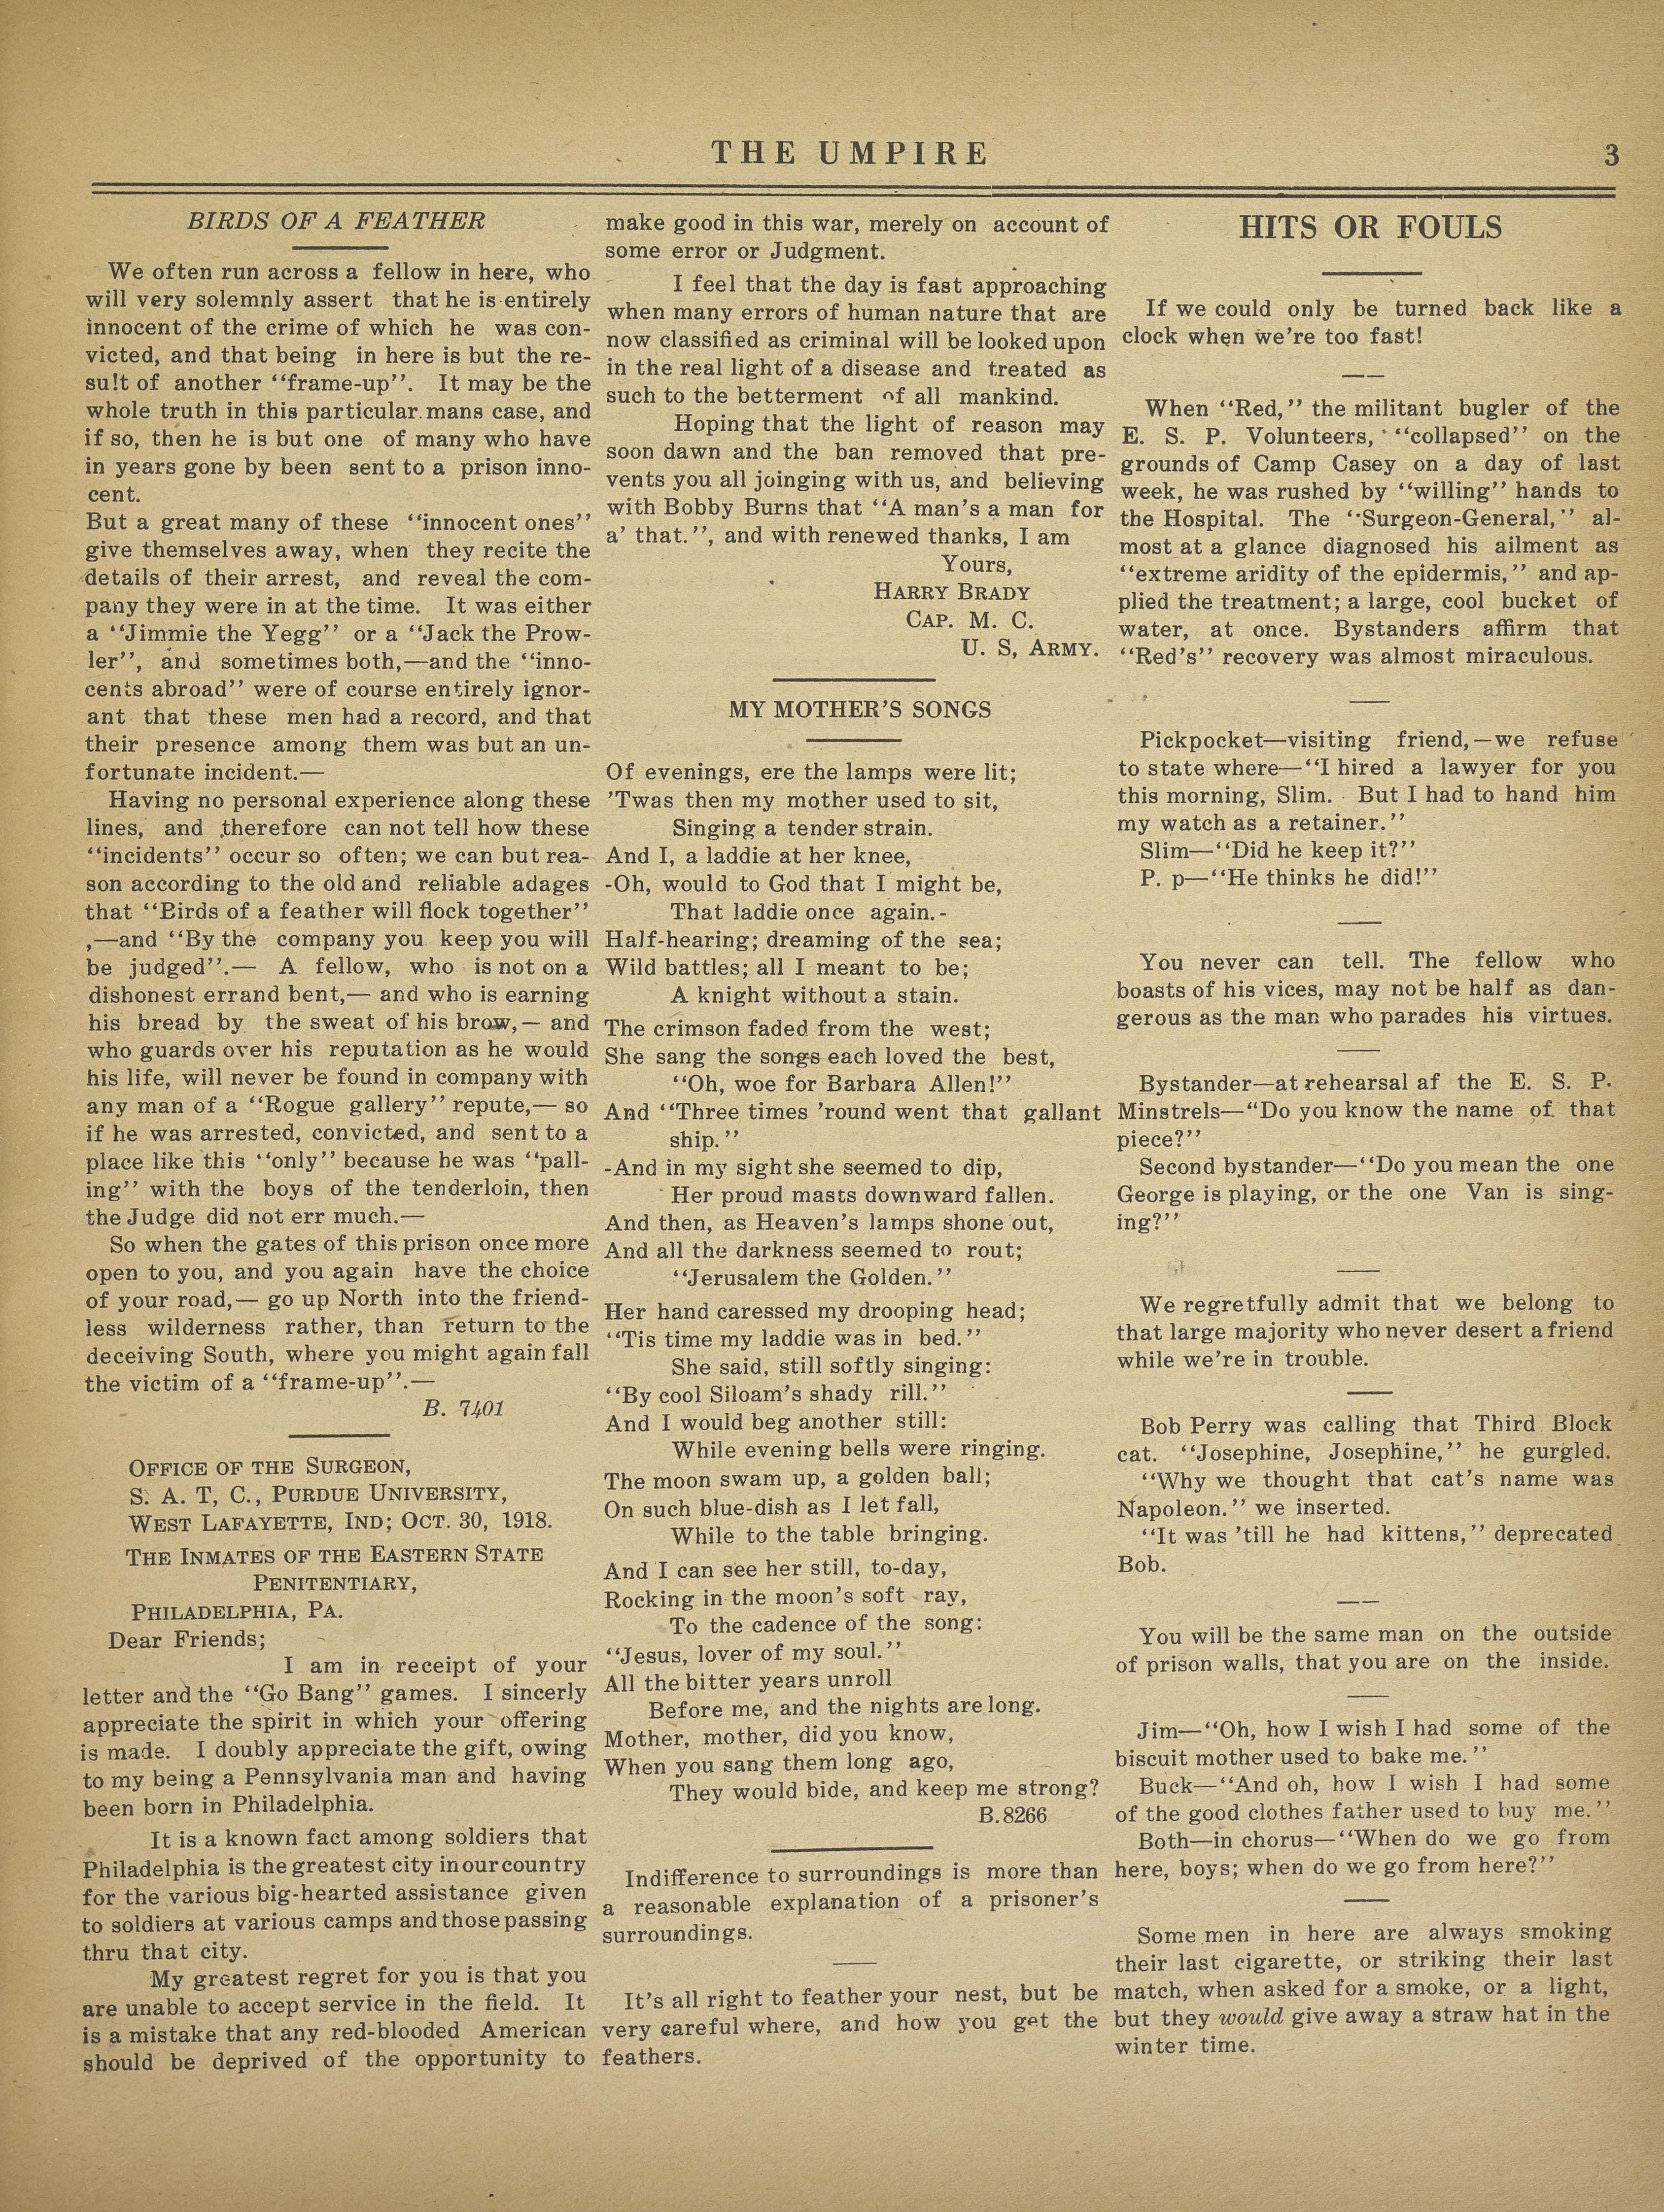 THE UMPIRE
3
BIRDS OF A FEATHER
We often run across a fellow in here, who
will very solemnly assert that he is entirely
innocent of the crime of which he was con-
victed, and that being in here is but the re-
sult of another “frame-up”. It may be the
whole truth in this particular mans case, and
if so, then he is but one of many who have
in years gone by been sent to a prison inno-
cent.
But a great many of these “innocent ones”
give themselves away, when they recite the
details of their arrest, and reveal the com-
pany they were in at the time. It was either
a “Jimmie the Yegg” or a “Jack the Prow-
ler”, and sometimes both,—and the “inno-
cents abroad” were of course entirely ignor-
ant that these men had a record, and that
their presence among them was but an un-
fortunate incident.—
Having no personal experience along these
lines, and therefore can not tell how these
“incidents” occur so often; we can but rea-
son according to the old and reliable adages
that “Birds of a feather will flock together”
,—and “By the company you keep you will
be judged”.— A fellow, who is not on a
dishonest errand bent,— and who is earning
his bread by the sweat of his brow,— and
who guards over his reputation as he would
his life, will never be found in company with
any man of a “Rogue gallery” repute,— so
if he was arrested, convicted, and sent to a
place like this “only” because he was “pall-
ing” with the boys of the tenderloin, then
the Judge did not err much.—
So when the gates of this prison once more
open to you, and you again have the choice
of your road,— go up North into the friend-
less wilderness rather, than return to the
deceiving South, where you might again fall
the victim of a “frame-up”.—
B. 7401
OFFICE OF THE SURGEON,
S. A. T, C., PURDUE UNIVERSITY,
WEST LAFAYETTE, IND; OCT. 30, 1918.
THE INMATES OF THE EASTERN STATE
PENITENTIARY,
PHILADELPHIA, PA.
Dear Friends;
I am in receipt of your
letter and the “Go Bang” games. I sincerly
appreciate the spirit in which your offering
is made. I doubly appreciate the gift, owing
to my being a Pennsylvania man and having
been born in Philadelphia.
It is a known fact among soldiers that
Philadelphia is the greatest city in our country
for the various big-hearted assistance given
to soldiers at various camps and those passing
thru that city.
My greatest regret for you is that you
are unable to accept service in the field. It
is a mistake that any red-blooded American
should be deprived of the opportunity to
make good in this war, merely on account of
some error or Judgment.
I feel that the day is fast approaching
when many errors of human nature that are
now classified as criminal will be looked upon
in the real light of a disease and treated as
such to the betterment of all mankind.
Hoping that the light of reason may
soon dawn and the ban removed that pre-
vents you all joinging with us, and believing
with Bobby Burns that “A man's a man for
a' that.”, and with renewed thanks, I am
Yours,
HARRY BRADY
CAP. M. C.
U. S, ARMY.
MY MOTHER'S SONGS
Of evenings, ere the lamps were lit;
'Twas then my mother used to sit,
Singing a tender strain.
And I, a laddie at her knee,
-Oh, would to God that I might be,
That laddie once again.-
Half-hearing; dreaming of the sea;
Wild battles; all I meant to be;
A knight without a stain.
The crimson faded from the west;
She sang the songs each loved the best,
“Oh, woe for Barbara Allen!”
And “Three times 'round went that gallant
ship.”
-And in my sight she seemed to dip,
Her proud masts downward fallen.
And then, as Heaven's lamps shone out,
And all the darkness seemed to rout;
“Jerusalem the Golden.”
Her hand caressed my drooping head;
“Tis time my laddie was in bed.”
She said, still softly singing:
“By cool Siloam's shady rill.”
And I would beg another still:
While evening bells were ringing.
The moon swam up, a golden ball;
On such blue-dish as I let fall,
While to the table bringing.
And I can see her still, to-day,
Rocking in the moon's soft ray,
To the cadence of the song:
“Jesus, lover of my soul.”
All the bitter years unroll
Before me, and the nights are long.
Mother, mother, did you know,
When you sang them long ago,
They would bide, and keep me strong?
B. 8266
Indifference to surroundings is more than
a reasonable explanation of a prisoner's
surroundings.
It's all right to feather your nest, but be
very careful where, and how you get the
feathers.
HITS OR FOULS
If we could only be turned back like a
clock when we're too fast!
When “Red,” the militant bugler of the
E. S. P. Volunteers, “collapsed” on the
grounds of Camp Casey on a day of last
week, he was rushed by “willing” hands to
the Hospital. The “Surgeon-General,” al-
most at a glance diagnosed his ailment as
“extreme aridity of the epidermis,” and ap-
plied the treatment; a large, cool bucket of
water, at once. Bystanders affirm that
“Red's” recovery was almost miraculous.
Pickpocket—visiting friend,—we refuse
to state where—“I hired a lawyer for you
this morning, Slim. But I had to hand him
my watch as a retainer.”
Slim—“Did he keep it?”
P. p—“He thinks he did!”
You never can tell. The fellow who
boasts of his vices, may not be half as dan-
gerous as the man who parades his virtues.
Bystander—at rehearsal af the E. S. P.
Minstrels—“Do you know the name of that
piece?”
Second bystander—“Do you mean the one
George is playing, or the one Van is sing-
ing?”
We regretfully admit that we belong to
that large majority who never desert a friend
while we're in trouble.
Bob Perry was calling that Third Block
cat. “Josephine, Josephine,” he gurgled.
“Why we thought that cat's name was
Napoleon.” we inserted.
“It was 'till he had kittens,” deprecated
Bob.
You will be the same man on the outside
of prison walls, that you are on the inside.
Jim—“Oh, how I wish I had some of the
biscuit mother used to bake me.”
Buck—“And oh, how I wish I had some
of the good clothes father used to buy me.”
Both—in chorus—“When do we go from
here, boys; when do we go from here?”
Some men in here are always smoking
their last cigarette, or striking their last
match, when asked for a smoke, or a light,
but they would give away a straw hat in the
winter time.